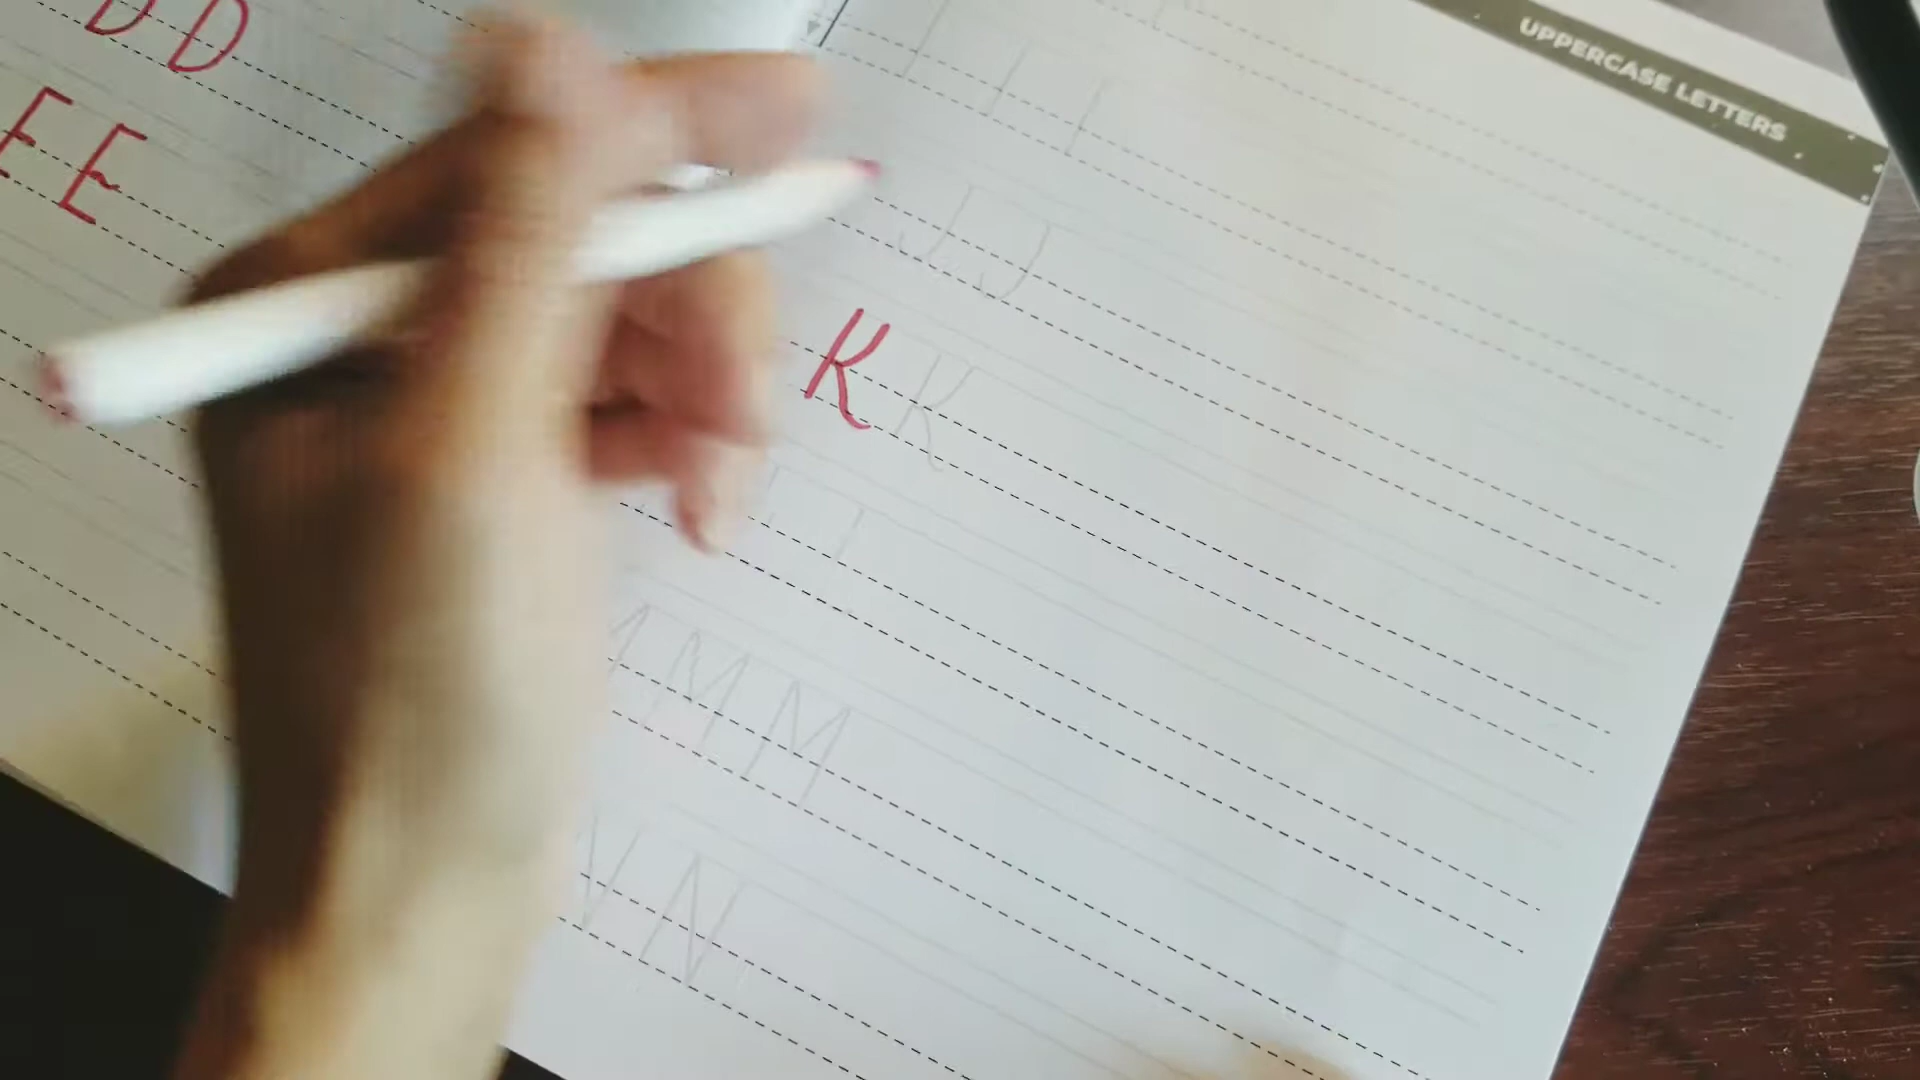 UPPERCASE LETTERS
D D
E E
I I I
J J
K K
M M M
N N